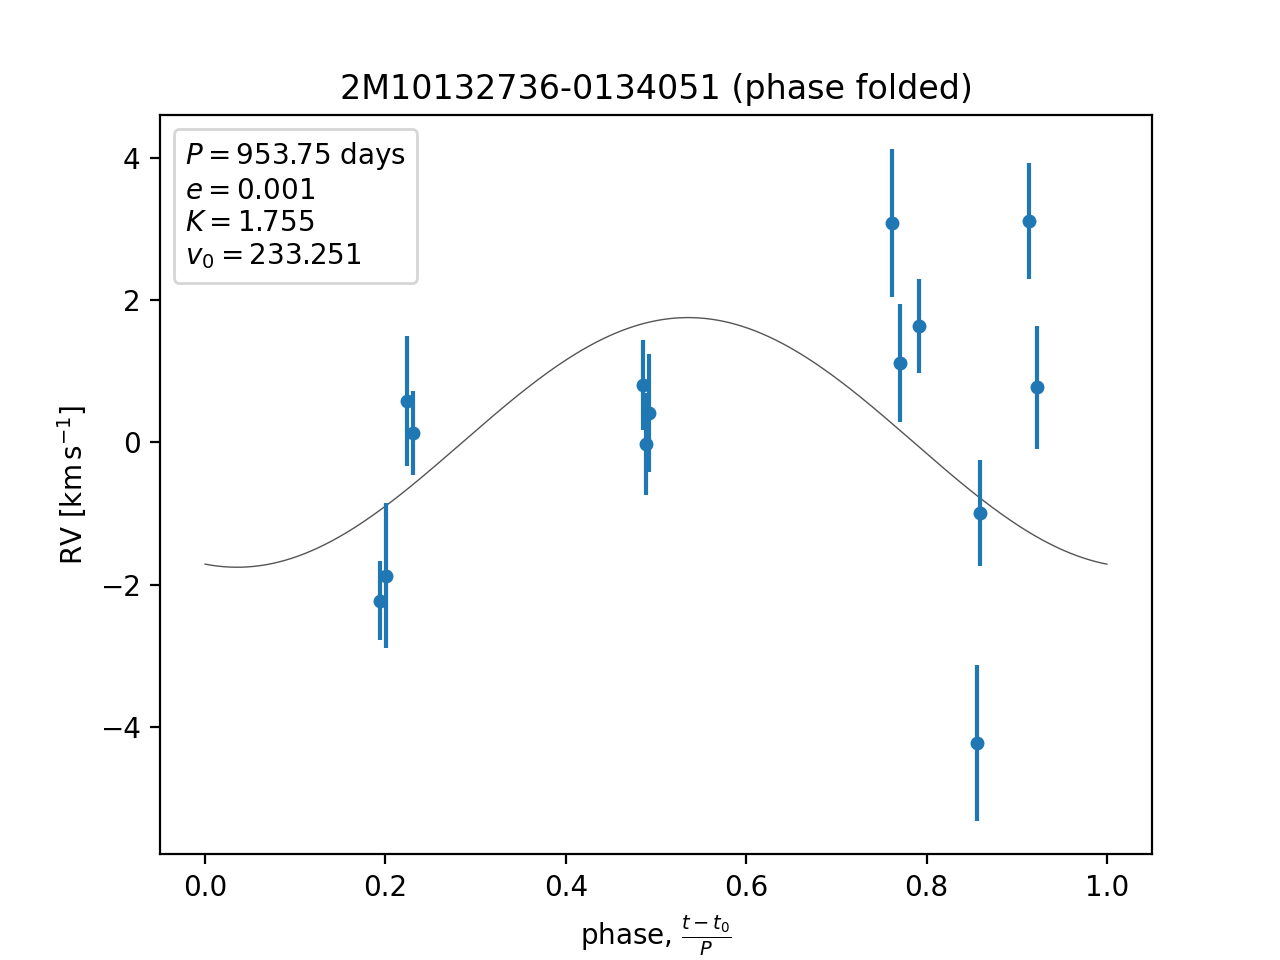 2M10132736-0134051 (phase folded)
P = 953.75 days
e = 0.001
K = 1.755
v₀ = 233.251
4
2
0
−2
−4
RV [km s⁻¹]
0.0 0.2 0.4 0.6 0.8 1.0
phase, (t − t₀)/P